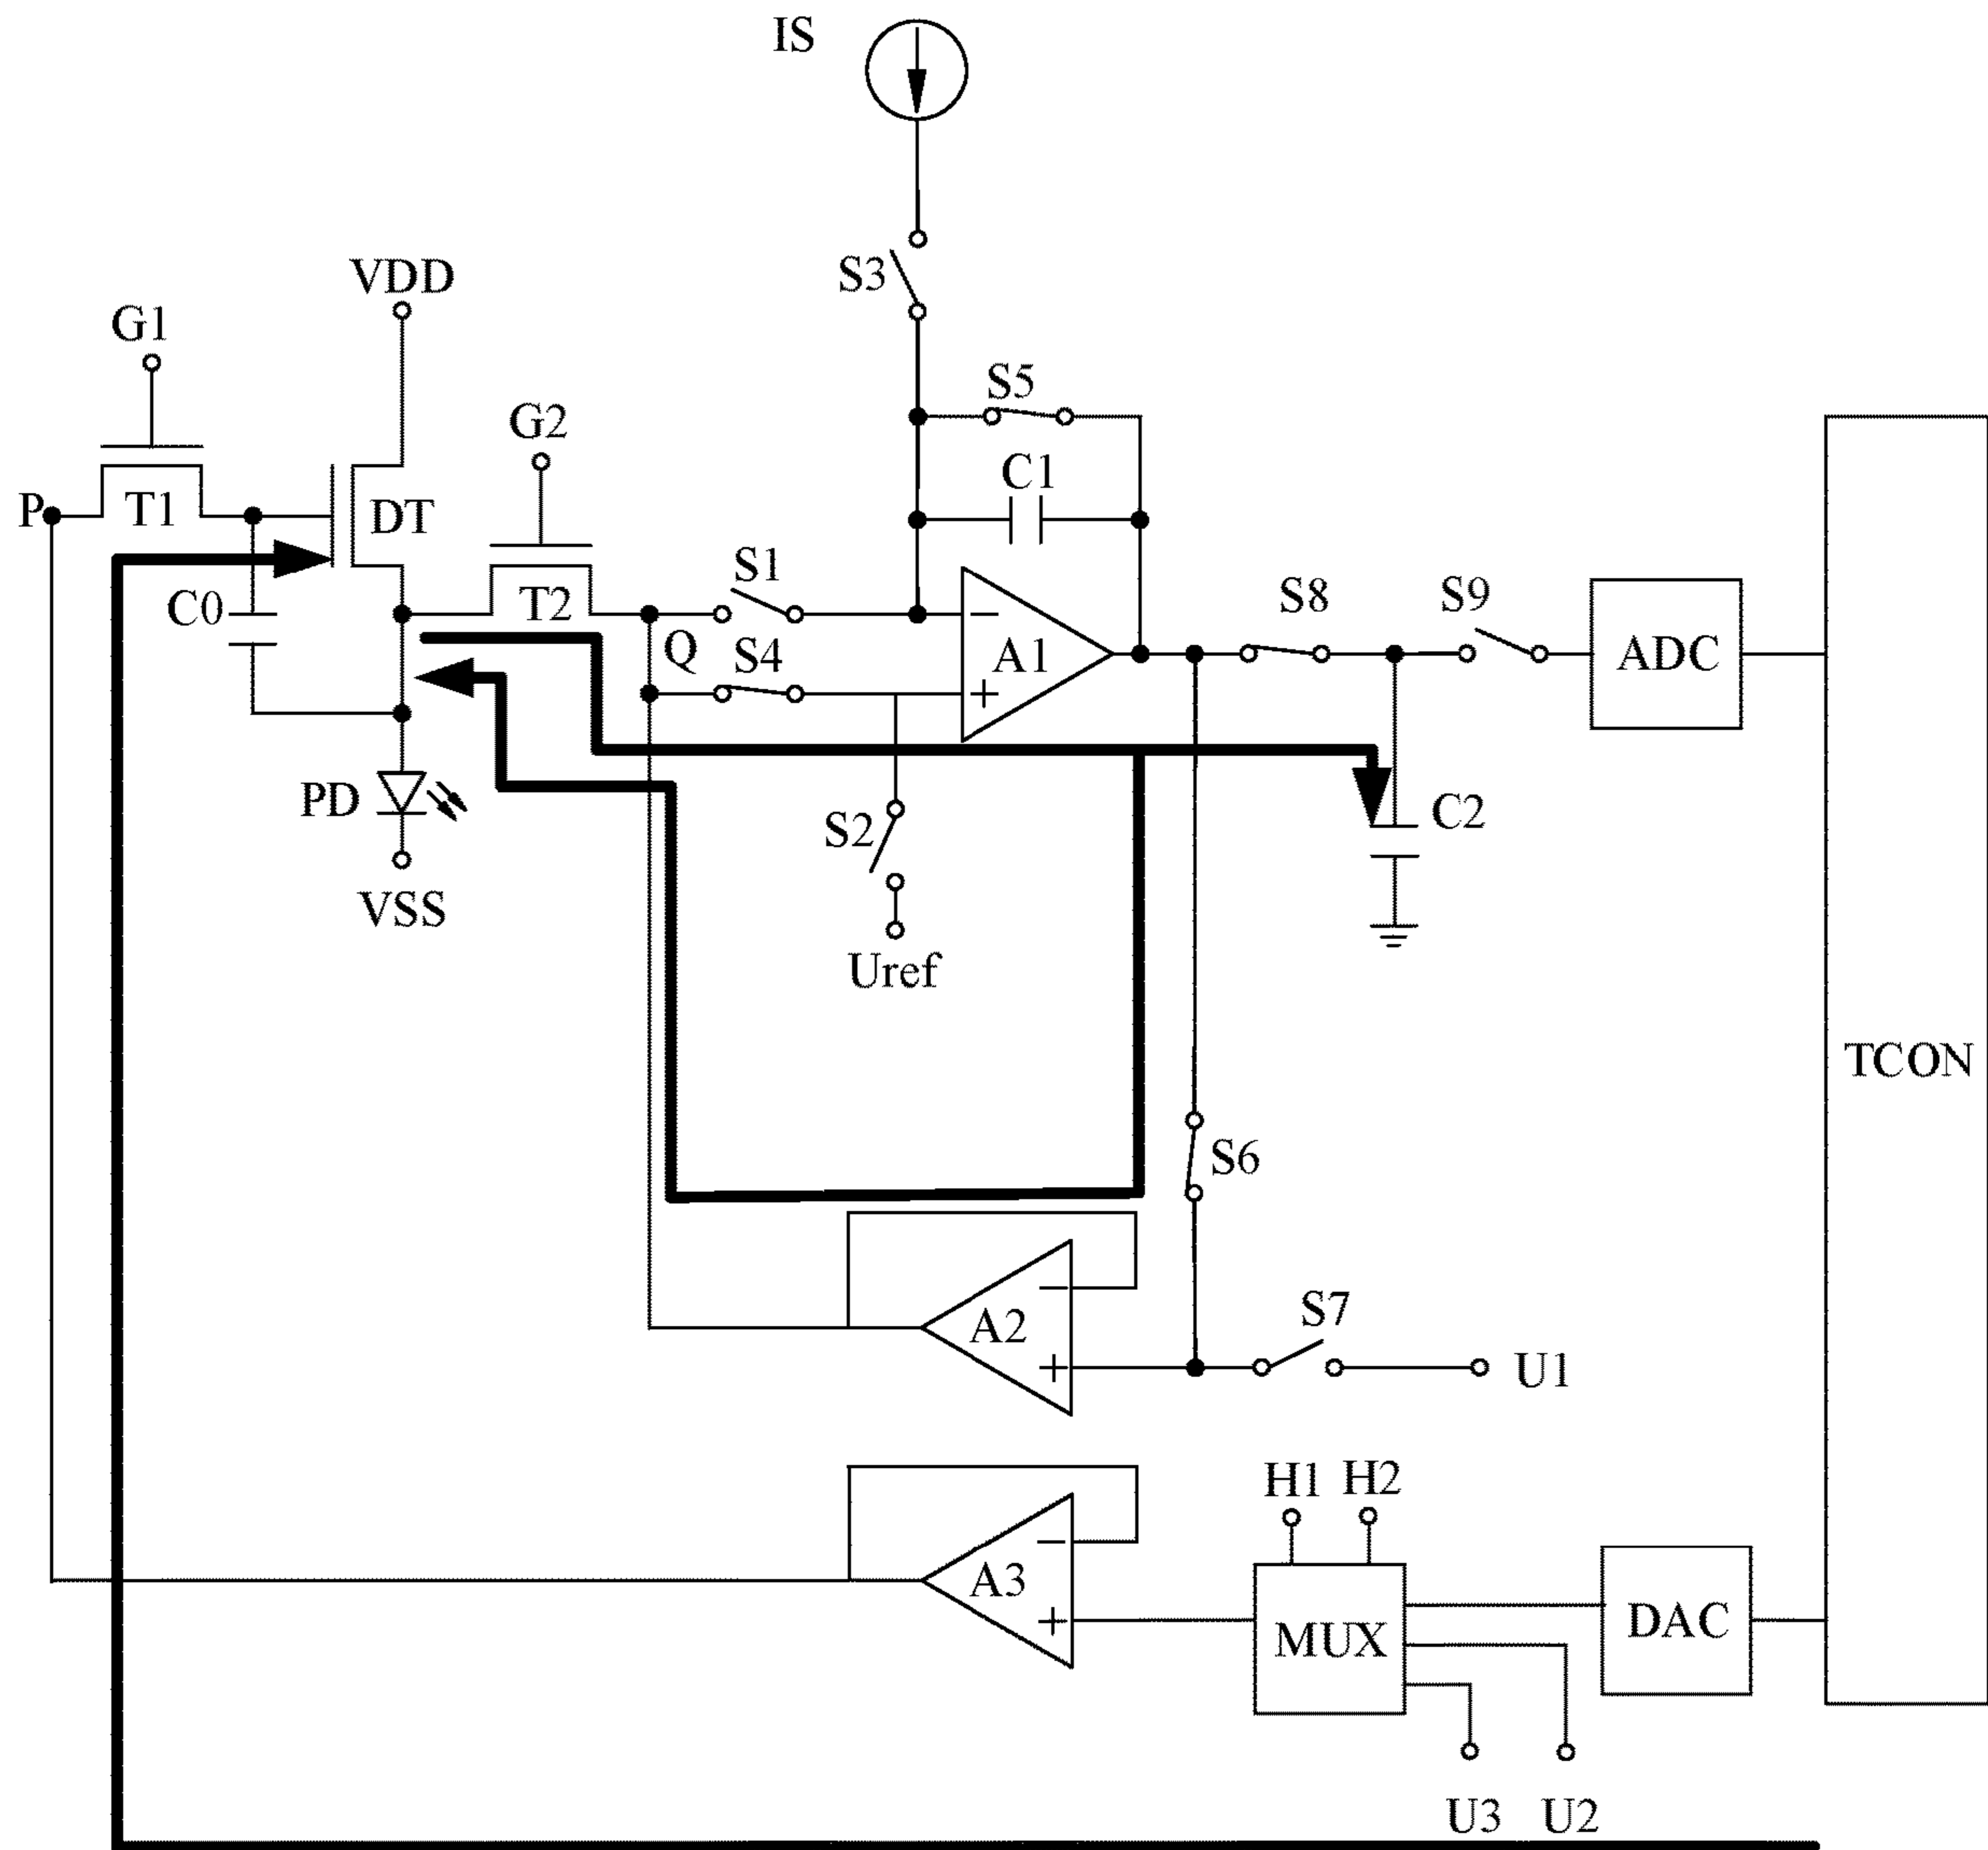 IS
S3
VDD
G1
S5
G2
C1
P
T1
DT
S1
C0
T2
S8
S9
Q
S4
A1
ADC
PD
S2
C2
VSS
Uref
TCON
S6
A2
S7
U1
H1
H2
A3
MUX
DAC
U3
U2